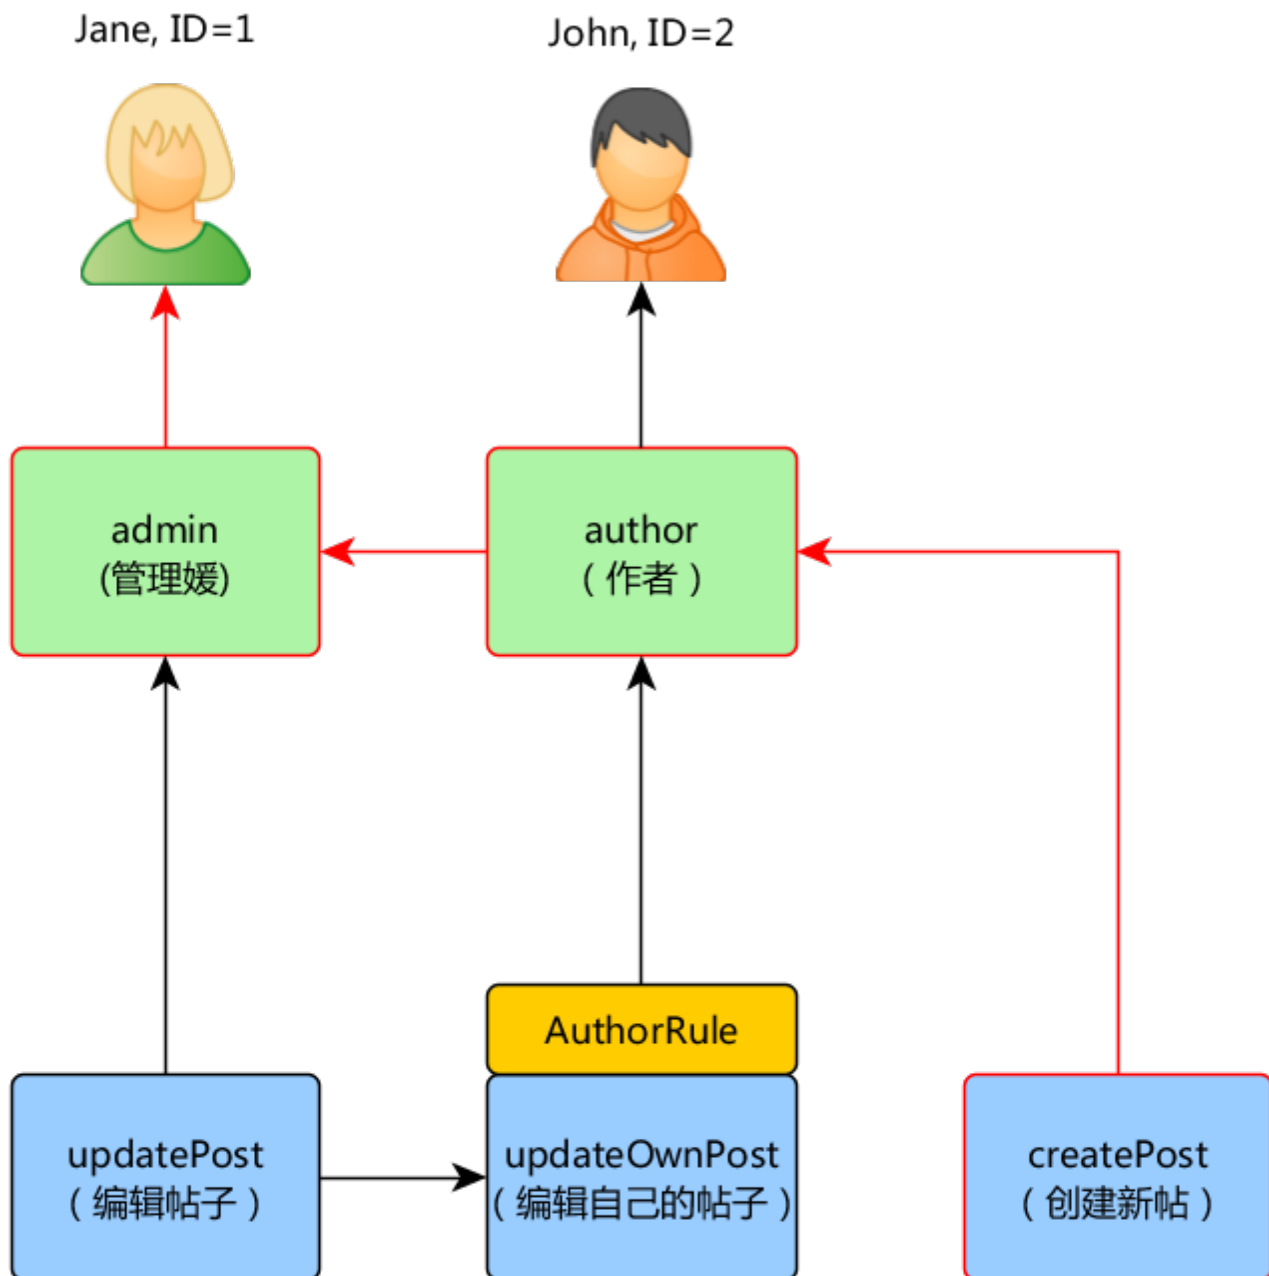 Jane, ID=1
John, ID=2
admin
(管理媛)
author
（作者）
AuthorRule
updatePost
（编辑帖子）
updateOwnPost
（编辑自己的帖子）
createPost
（创建新帖）